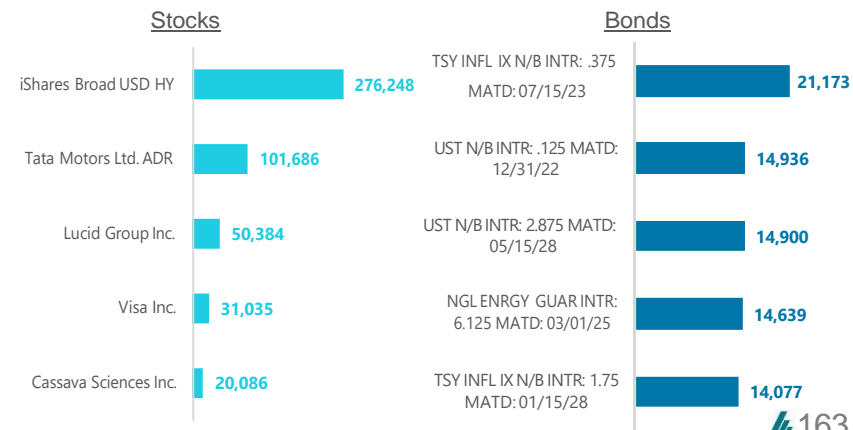 Stocks
iShares Broad USD HY
276,248
Tata Motors Ltd. ADR
101,686
Lucid Group Inc.
50,384
Visa Inc.
31,035
Cassava Sciences Inc.
20,086
Bonds
TSY INFL IX N/B INTR: .375
MATD: 07/15/23
21,173
UST N/B INTR: .125 MATD:
12/31/22
14,936
UST N/B INTR: 2.875 MATD:
05/15/28
14,900
NGL ENRGY GUAR INTR:
6.125 MATD: 03/01/25
14,639
TSY INFL IX N/B INTR: 1.75
MATD: 01/15/28
14,077
163